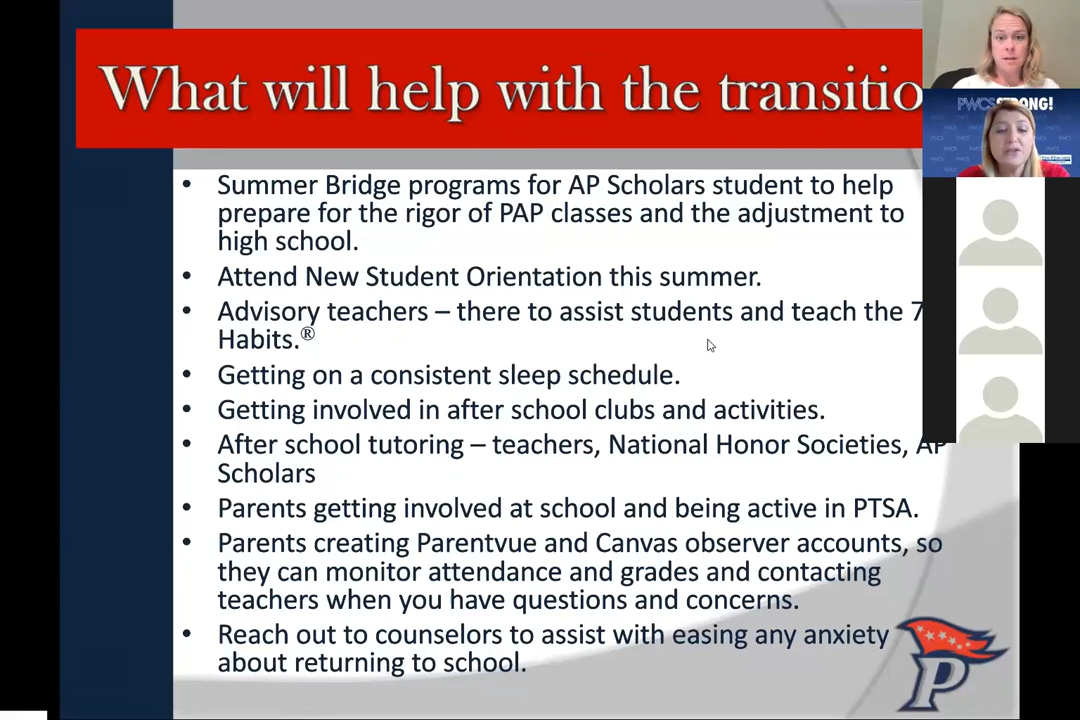 What will help with the transitio
PWCS STRONG!
• Summer Bridge programs for AP Scholars student to help
prepare for the rigor of PAP classes and the adjustment to
high school.
• Attend New Student Orientation this summer.
• Advisory teachers – there to assist students and teach the 7
Habits.®
• Getting on a consistent sleep schedule.
• Getting involved in after school clubs and activities.
• After school tutoring – teachers, National Honor Societies, AP
Scholars
• Parents getting involved at school and being active in PTSA.
• Parents creating Parentvue and Canvas observer accounts, so
they can monitor attendance and grades and contacting
teachers when you have questions and concerns.
• Reach out to counselors to assist with easing any anxiety
about returning to school.
P